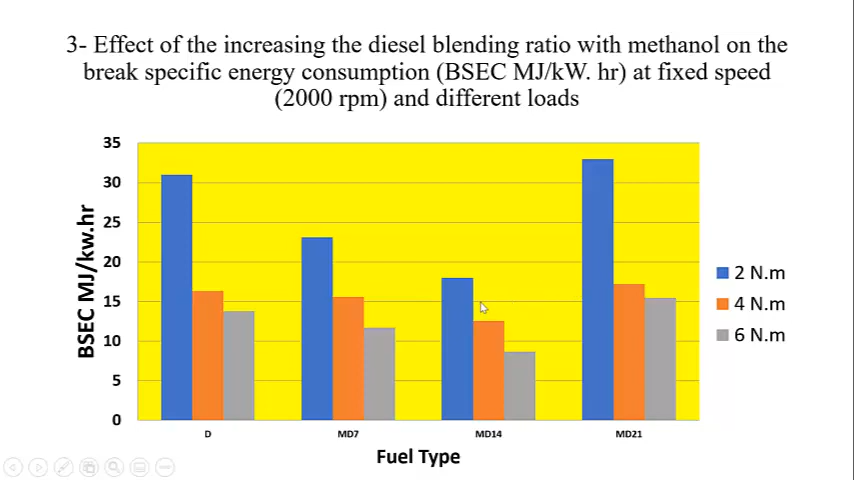 3- Effect of the increasing the diesel blending ratio with methanol on the
break specific energy consumption (BSEC MJ/kW. hr) at fixed speed
(2000 rpm) and different loads
35
30
25
20
15
10
5
0
BSEC MJ/kw.hr
2 N.m
4 N.m
6 N.m
D
MD7
MD14
MD21
Fuel Type